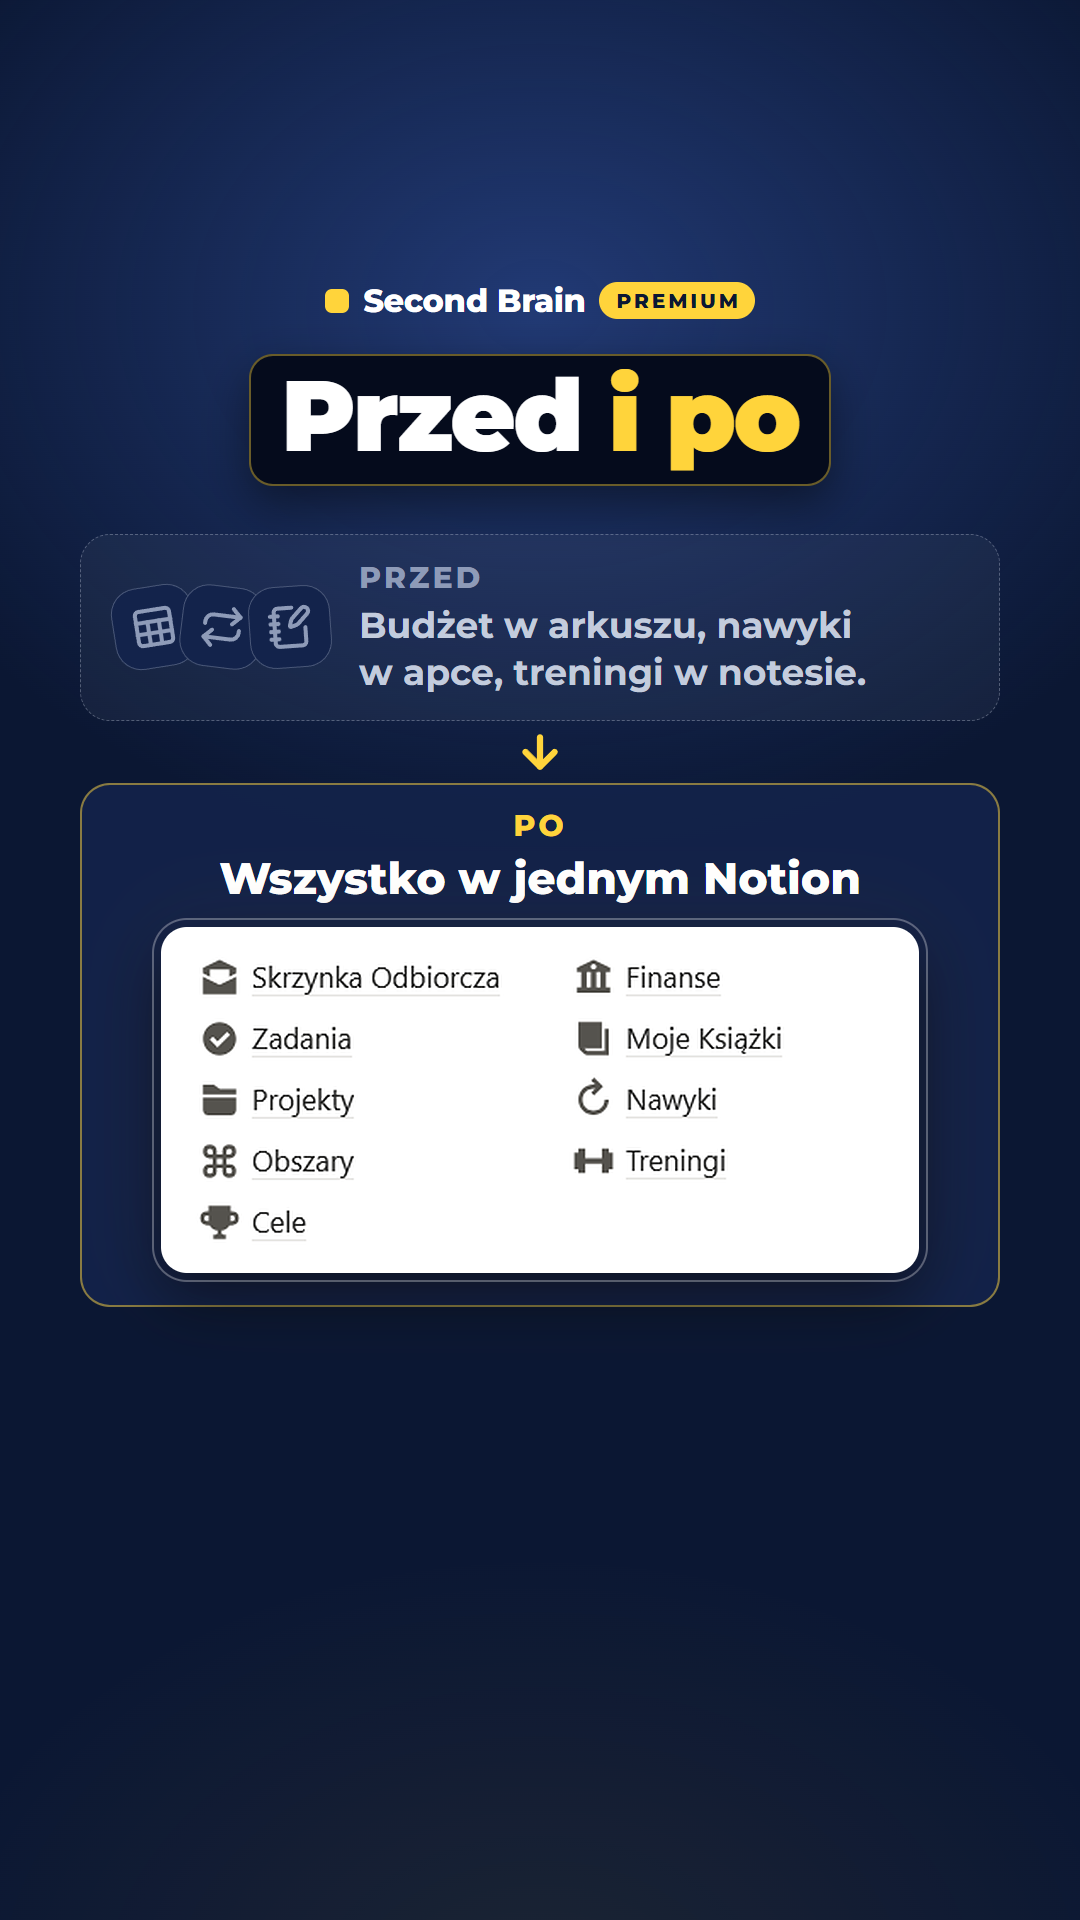 Second Brain PREMIUM
Przed i po
PRZED
Budżet w arkuszu, nawyki
w apce, treningi w notesie.
PO
Wszystko w jednym Notion
Skrzynka Odbiorcza
Zadania
Projekty
Obszary
Cele
Finanse
Moje Książki
Nawyki
Treningi